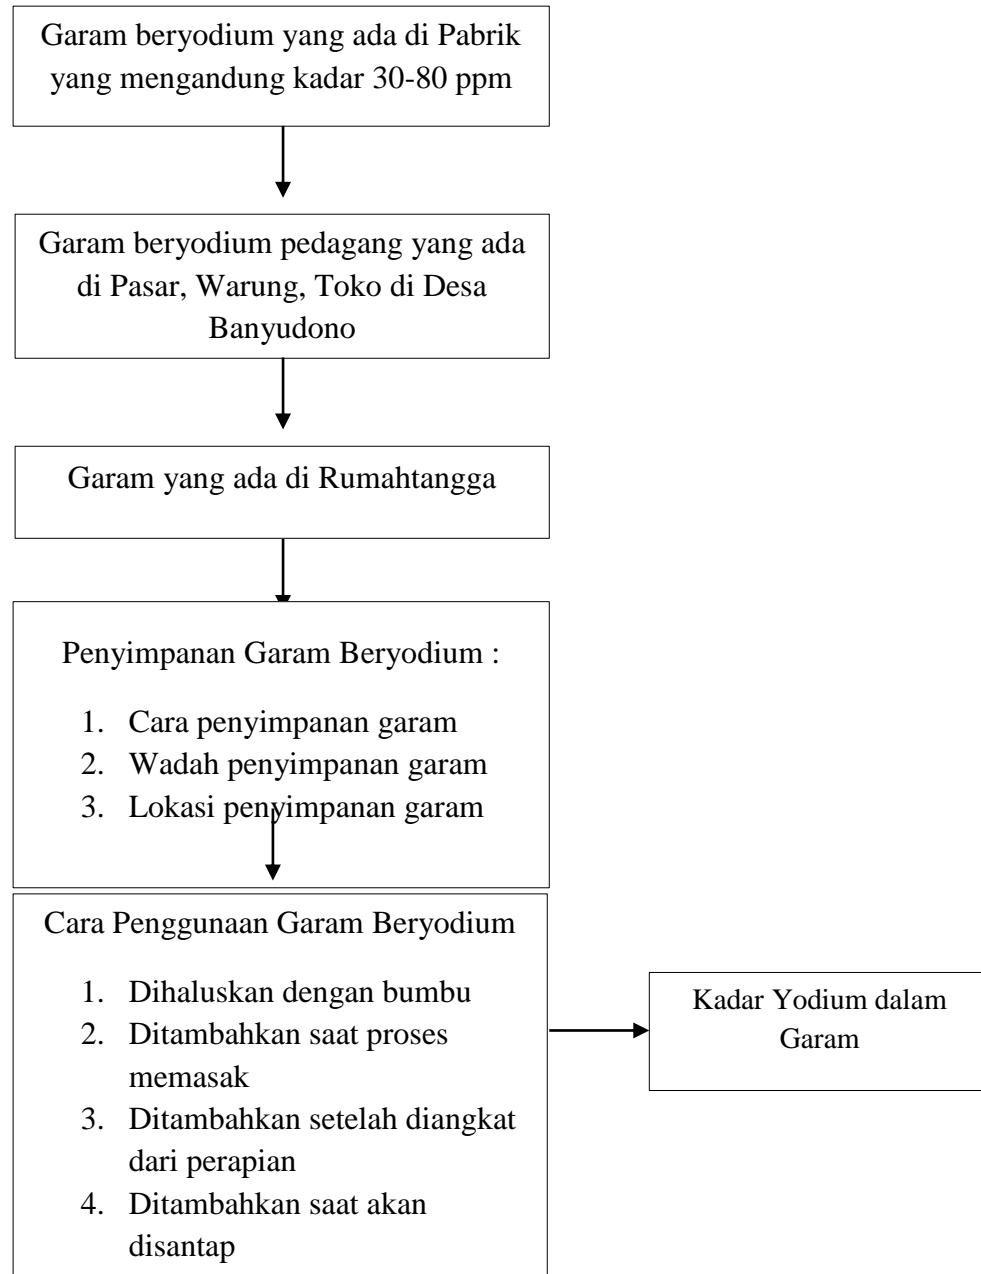 Garam beryodium yang ada di Pabrik
yang mengandung kadar 30-80 ppm
Garam beryodium pedagang yang ada
di Pasar, Warung, Toko di Desa
Banyudono
Garam yang ada di Rumahtangga
Penyimpanan Garam Beryodium :
1. Cara penyimpanan garam
2. Wadah penyimpanan garam
3. Lokasi penyimpanan garam
Cara Penggunaan Garam Beryodium
1. Dihaluskan dengan bumbu
2. Ditambahkan saat proses
memasak
3. Ditambahkan setelah diangkat
dari perapian
4. Ditambahkan saat akan
disantap
Kadar Yodium dalam
Garam